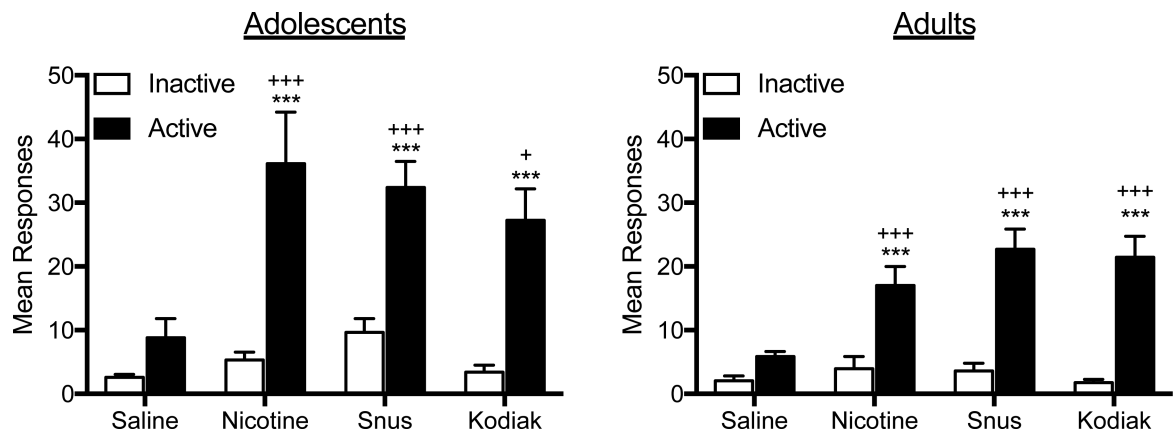 Adolescents
Inactive
Active
Mean Responses
50
40
30
20
10
0
+++
***
+++
***
+
***
Saline Nicotine Snus Kodiak
Adults
Inactive
Active
Mean Responses
50
40
30
20
10
0
+++
***
+++
***
+++
***
Saline Nicotine Snus Kodiak